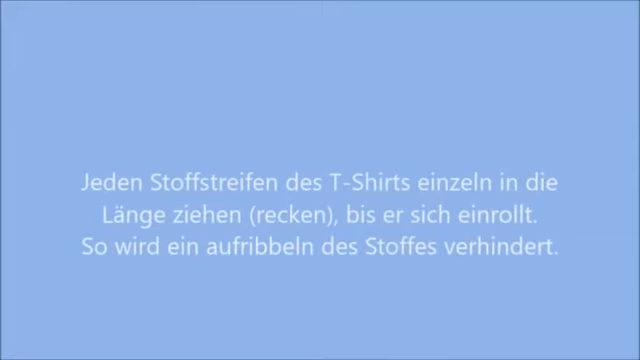 Jeden Stoffstreifen des T-Shirts einzeln in die
Länge ziehen (recken), bis er sich einrollt.
So wird ein aufribbeln des Stoffes verhindert.